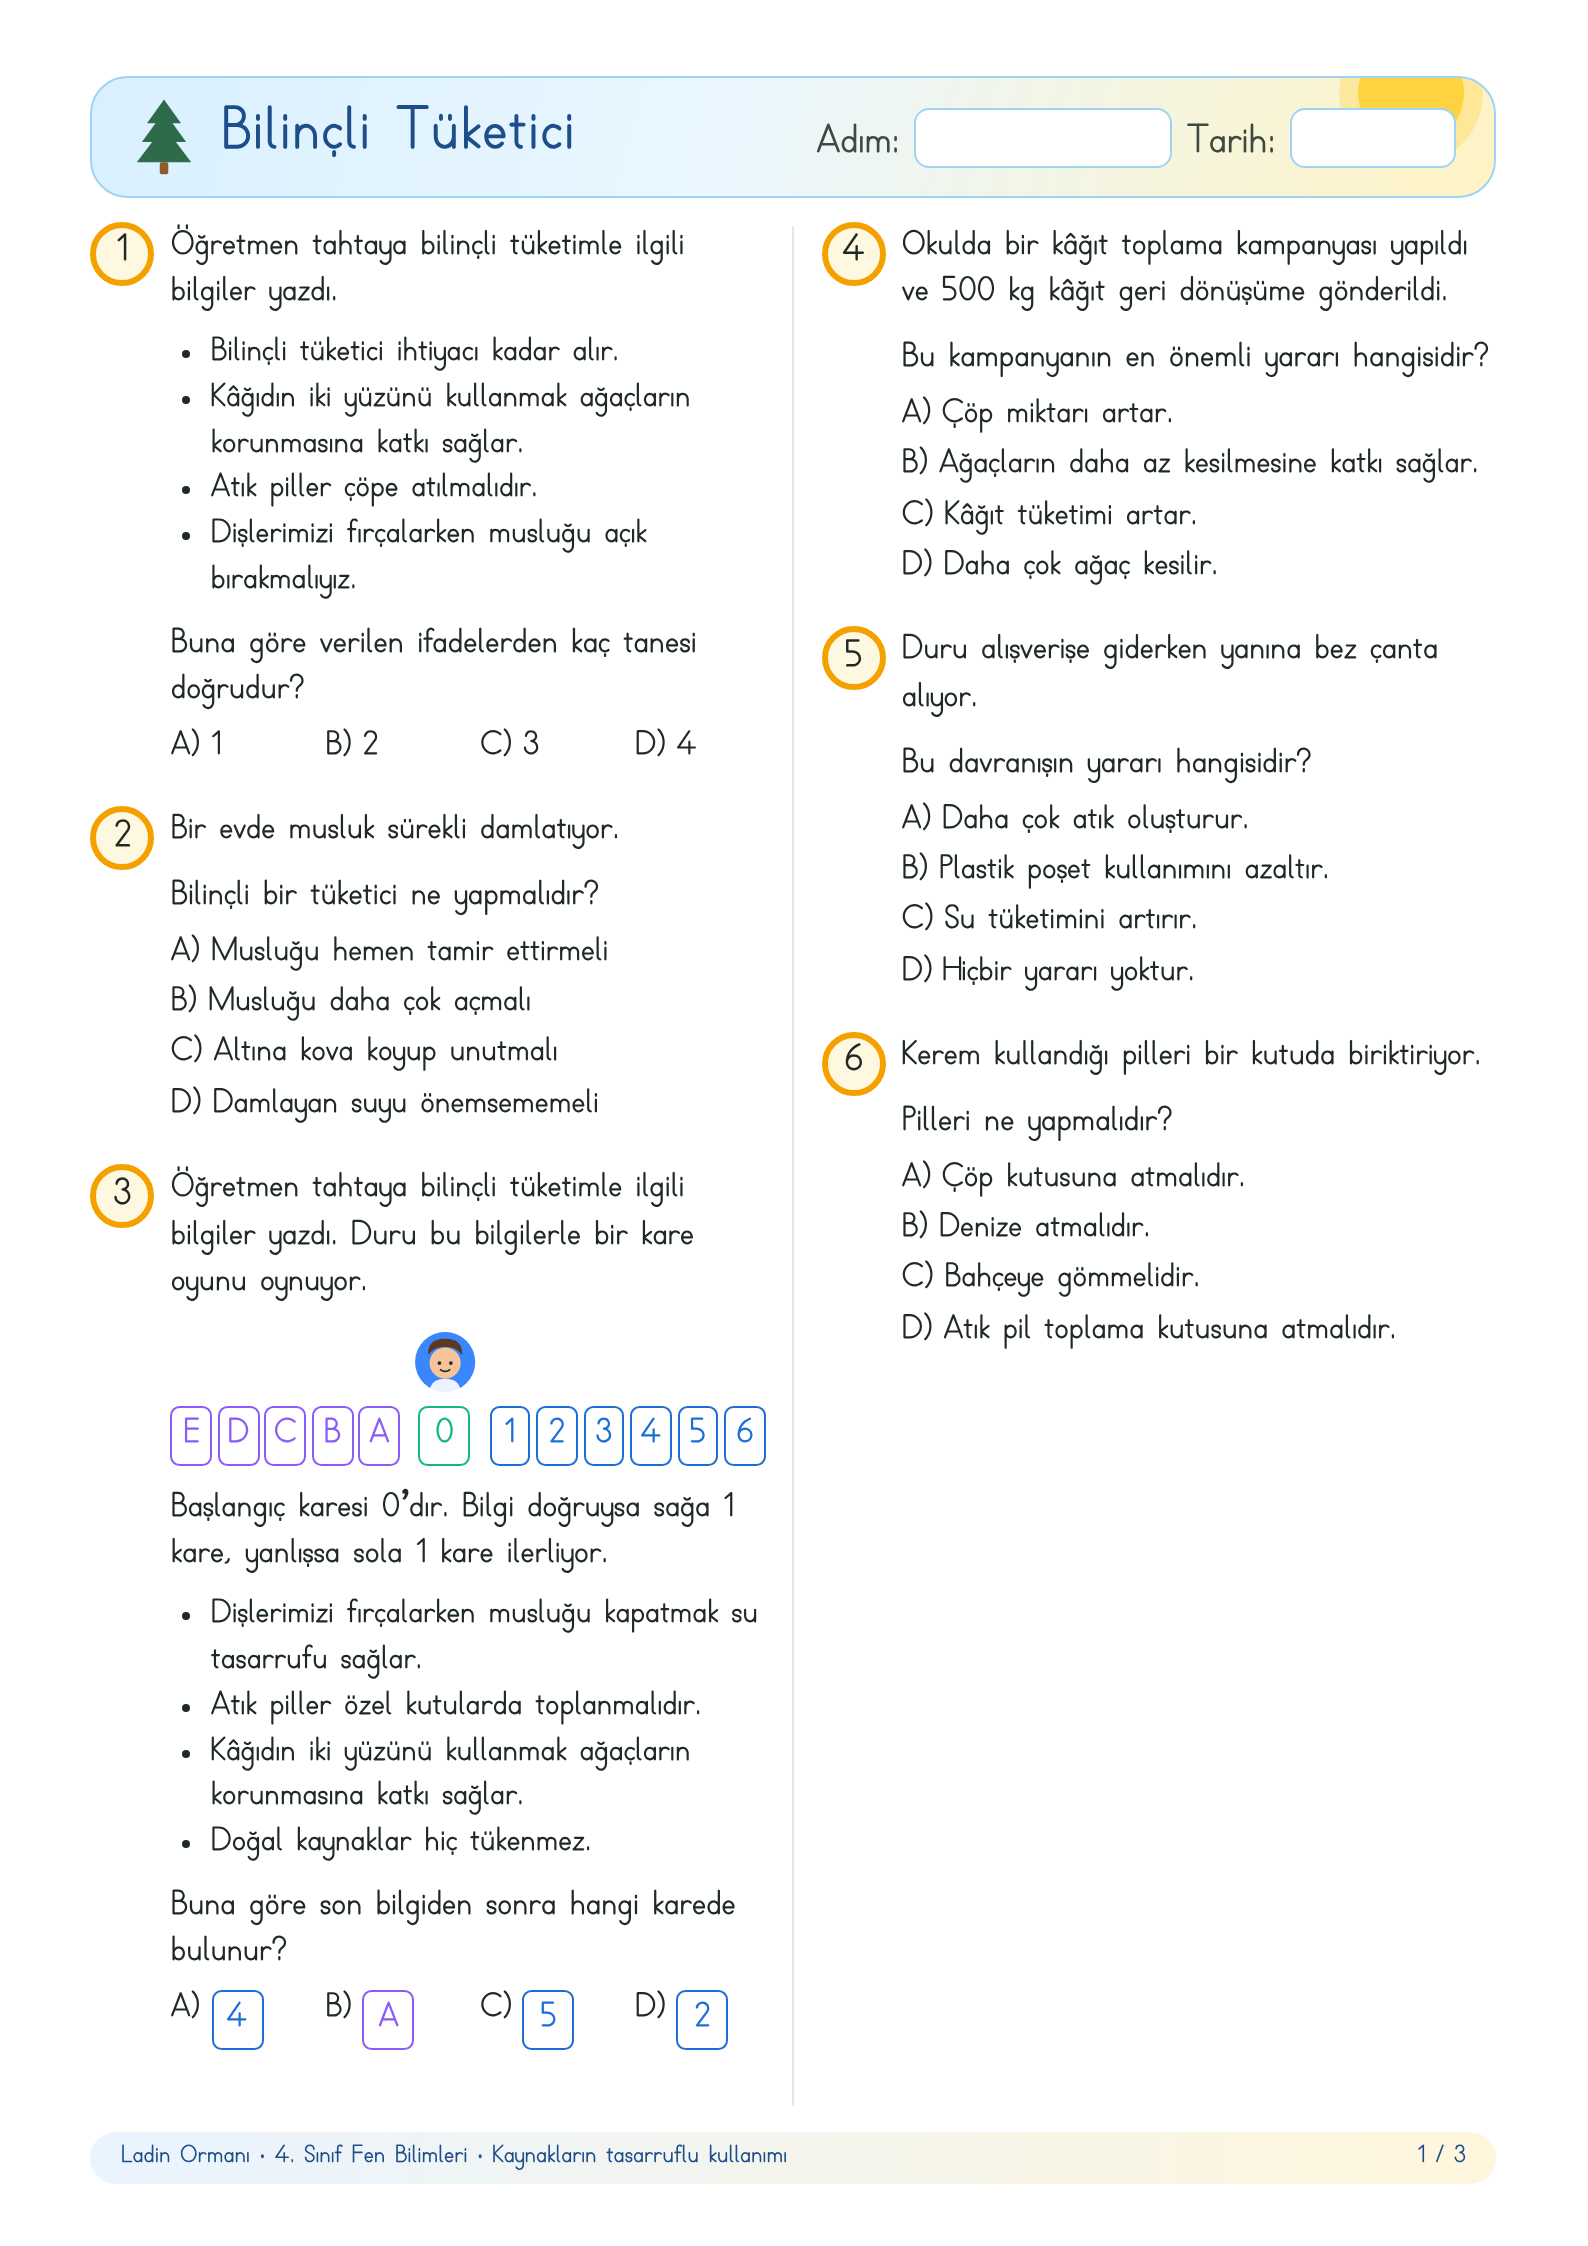 Bilinçli Tüketici
Adım:
Tarih:
1
Öğretmen tahtaya bilinçli tüketimle ilgili
bilgiler yazdı.
• Bilinçli tüketici ihtiyacı kadar alır.
• Kâğıdın iki yüzünü kullanmak ağaçların
korunmasına katkı sağlar.
• Atık piller çöpe atılmalıdır.
• Dişlerimizi fırçalarken musluğu açık
bırakmalıyız.
Buna göre verilen ifadelerden kaç tanesi
doğrudur?
A) 1 B) 2 C) 3 D) 4
2
Bir evde musluk sürekli damlatıyor.
Bilinçli bir tüketici ne yapmalıdır?
A) Musluğu hemen tamir ettirmeli
B) Musluğu daha çok açmalı
C) Altına kova koyup unutmalı
D) Damlayan suyu önemsememeli
3
Öğretmen tahtaya bilinçli tüketimle ilgili
bilgiler yazdı. Duru bu bilgilerle bir kare
oyunu oynuyor.
E D C B A 0 1 2 3 4 5 6
Başlangıç karesi 0’dır. Bilgi doğruysa sağa 1
kare, yanlışsa sola 1 kare ilerliyor.
• Dişlerimizi fırçalarken musluğu kapatmak su
tasarrufu sağlar.
• Atık piller özel kutularda toplanmalıdır.
• Kâğıdın iki yüzünü kullanmak ağaçların
korunmasına katkı sağlar.
• Doğal kaynaklar hiç tükenmez.
Buna göre son bilgiden sonra hangi karede
bulunur?
A) 4 B) A C) 5 D) 2
4
Okulda bir kâğıt toplama kampanyası yapıldı
ve 500 kg kâğıt geri dönüşüme gönderildi.
Bu kampanyanın en önemli yararı hangisidir?
A) Çöp miktarı artar.
B) Ağaçların daha az kesilmesine katkı sağlar.
C) Kâğıt tüketimi artar.
D) Daha çok ağaç kesilir.
5
Duru alışverişe giderken yanına bez çanta
alıyor.
Bu davranışın yararı hangisidir?
A) Daha çok atık oluşturur.
B) Plastik poşet kullanımını azaltır.
C) Su tüketimini artırır.
D) Hiçbir yararı yoktur.
6
Kerem kullandığı pilleri bir kutuda biriktiriyor.
Pilleri ne yapmalıdır?
A) Çöp kutusuna atmalıdır.
B) Denize atmalıdır.
C) Bahçeye gömmelidir.
D) Atık pil toplama kutusuna atmalıdır.
Ladin Ormanı • 4. Sınıf Fen Bilimleri • Kaynakların tasarruflu kullanımı
1 / 3